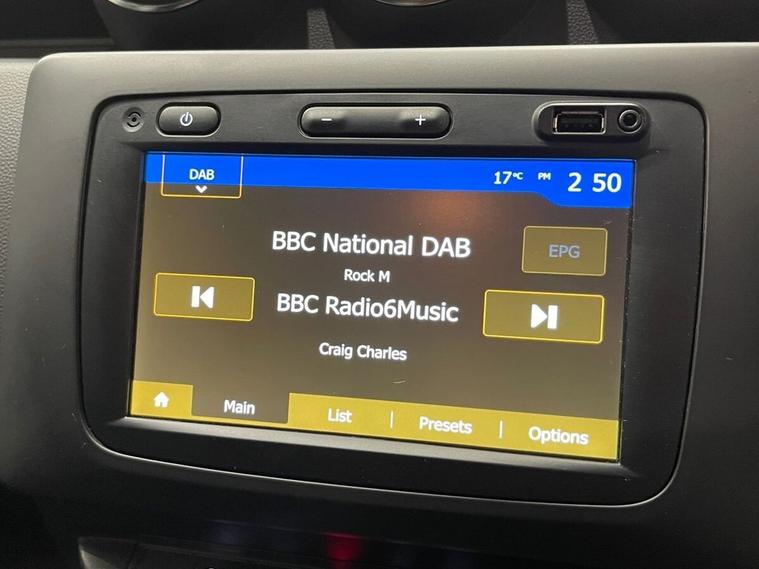 DAB
17°C PM 2 50
BBC National DAB
EPG
Rock M
BBC Radio6Music
Craig Charles
Main List Presets Options